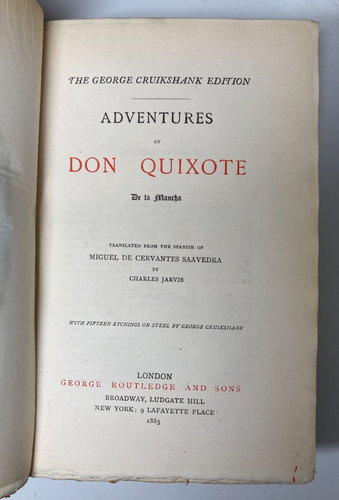 THE GEORGE CRUIKSHANK EDITION
ADVENTURES
OF
DON QUIXOTE
De la Mancha
TRANSLATED FROM THE SPANISH OF
MIGUEL DE CERVANTES SAAVEDRA
BY
CHARLES JARVIS
WITH FIFTEEN ETCHINGS ON STEEL BY GEORGE CRUIKSHANK
LONDON
GEORGE ROUTLEDGE AND SONS
BROADWAY, LUDGATE HILL
NEW YORK: 9 LAFAYETTE PLACE
1885